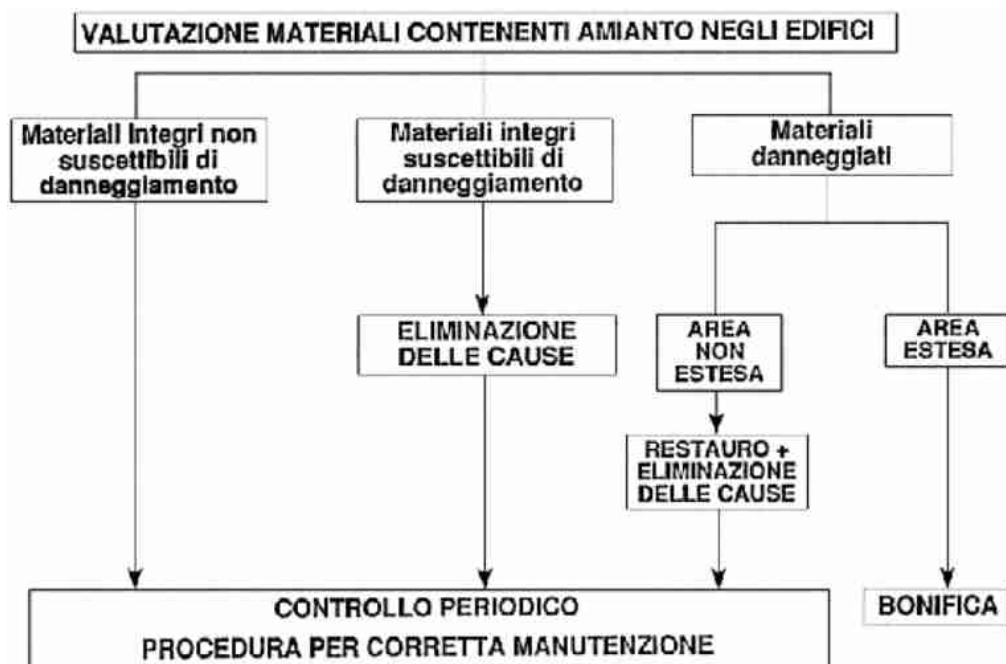 VALUTAZIONE MATERIALI CONTENENTI AMIANTO NEGLI EDIFICI
Materiali integri non
suscettibili di
danneggiamento
Materiali integri
suscettibili di
danneggiamento
Materiali
danneggiati
ELIMINAZIONE
DELLE CAUSE
AREA
NON
ESTESA
AREA
ESTESA
RESTAURO +
ELIMINAZIONE
DELLE CAUSE
CONTROLLO PERIODICO
PROCEDURA PER CORRETTA MANUTENZIONE
BONIFICA